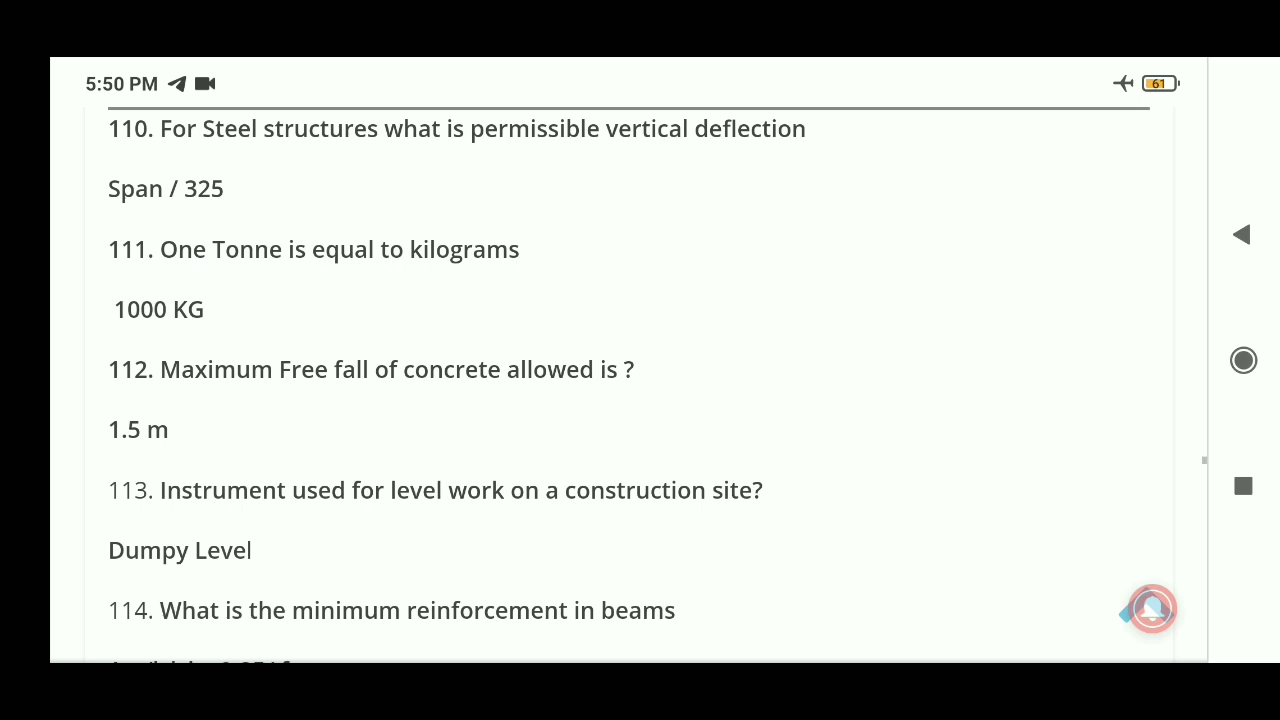 5:50 PM
61
110. For Steel structures what is permissible vertical deflection
Span / 325
111. One Tonne is equal to kilograms
1000 KG
112. Maximum Free fall of concrete allowed is ?
1.5 m
113. Instrument used for level work on a construction site?
Dumpy Level
114. What is the minimum reinforcement in beams